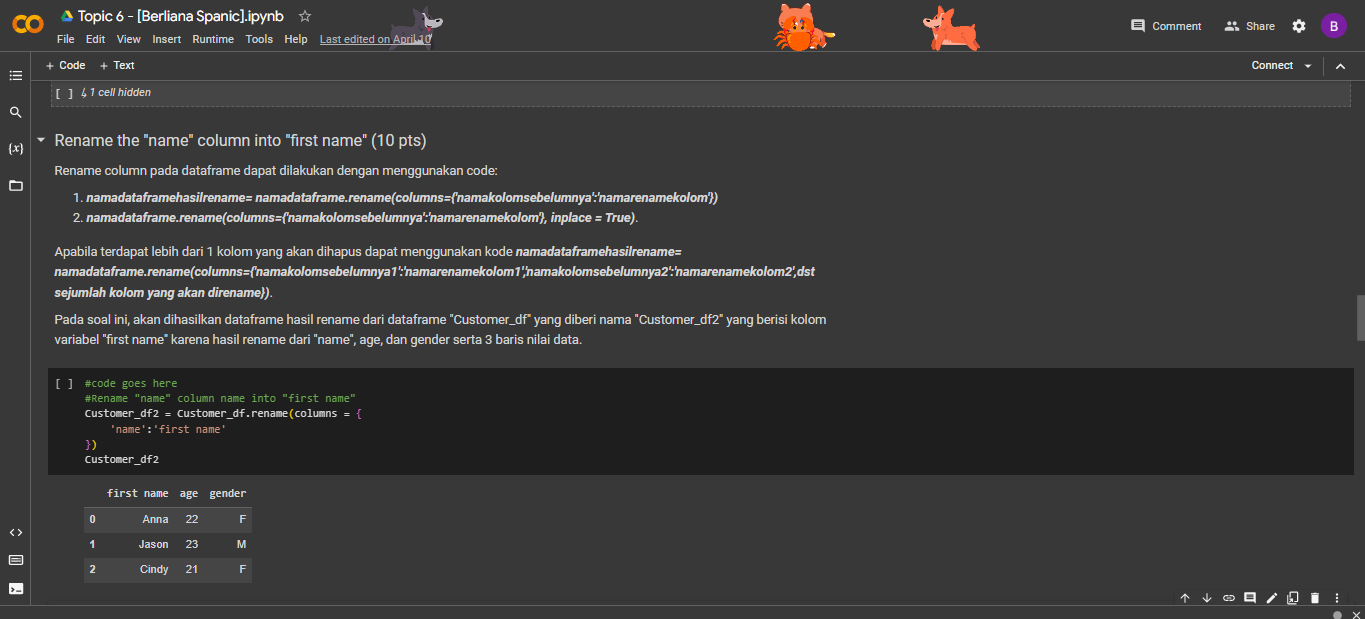 Topic 6 - [Berliana Spanic].ipynb
File Edit View Insert Runtime Tools Help Last edited on April 10
Comment Share B
+ Code + Text
Connect
[ ] ↳ 1 cell hidden
Rename the "name" column into "first name" (10 pts)
Rename column pada dataframe dapat dilakukan dengan menggunakan code:
1. namadataframehasilrename= namadataframe.rename(columns={'namakolomsebelumnya':'namarenamekolom'})
2. namadataframe.rename(columns={'namakolomsebelumnya':'namarenamekolom'}, inplace = True).
Apabila terdapat lebih dari 1 kolom yang akan dihapus dapat menggunakan kode namadataframehasilrename=
namadataframe.rename(columns={'namakolomsebelumnya1':'namarenamekolom1','namakolomsebelumnya2':'namarenamekolom2',dst
sejumlah kolom yang akan direname}).
Pada soal ini, akan dihasilkan dataframe hasil rename dari dataframe "Customer_df" yang diberi nama "Customer_df2" yang berisi kolom
variabel "first name" karena hasil rename dari "name", age, dan gender serta 3 baris nilai data.
[ ] #code goes here
#Rename "name" column name into "first name"
Customer_df2 = Customer_df.rename(columns = {
'name':'first name'
})
Customer_df2
first name age gender
0 Anna 22 F
1 Jason 23 M
2 Cindy 21 F